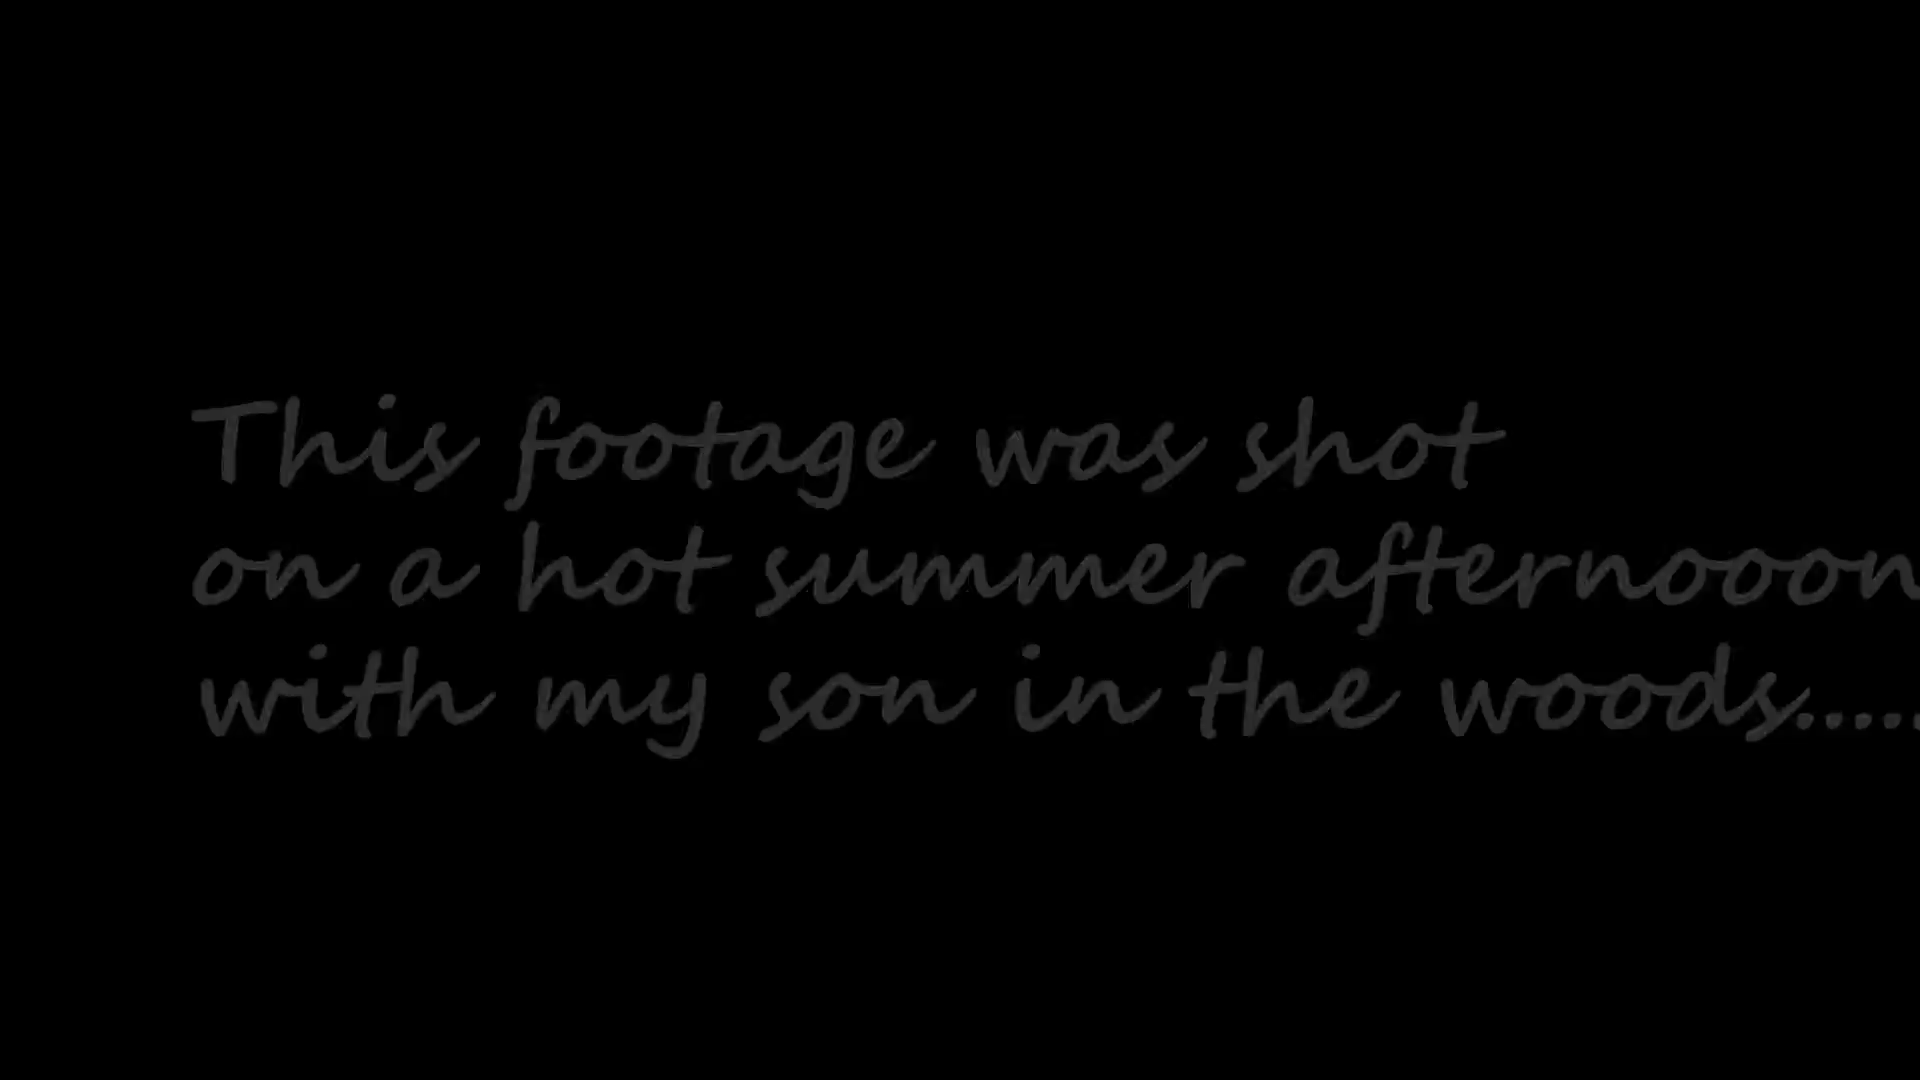 This footage was shot
on a hot summer afternooon
with my son in the woods.....